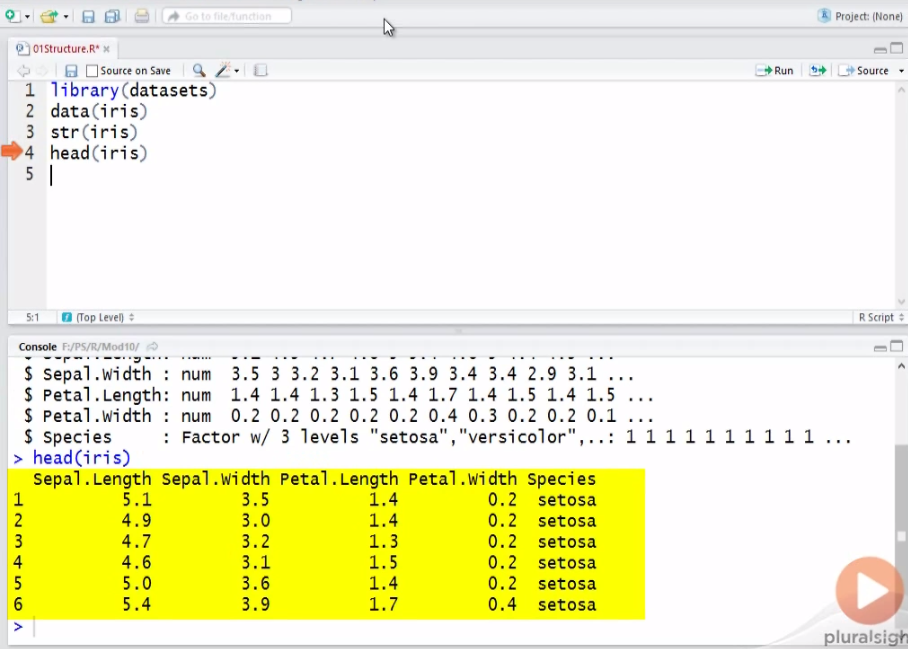 Go to file/function
Project: (None)
01Structure.R*
Source on Save
Run
Source
1 library(datasets)
2 data(iris)
3 str(iris)
4 head(iris)
5
5:1 (Top Level) R Script
Console F:/PS/R/Mod10/
$ Sepal.Width : num 3.5 3 3.2 3.1 3.6 3.9 3.4 3.4 2.9 3.1 ...
$ Petal.Length: num 1.4 1.4 1.3 1.5 1.4 1.7 1.4 1.5 1.4 1.5 ...
$ Petal.Width : num 0.2 0.2 0.2 0.2 0.2 0.4 0.3 0.2 0.2 0.1 ...
$ Species : Factor w/ 3 levels "setosa","versicolor",..: 1 1 1 1 1 1 1 1 1 1 ...
> head(iris)
Sepal.Length Sepal.Width Petal.Length Petal.Width Species
1 5.1 3.5 1.4 0.2 setosa
2 4.9 3.0 1.4 0.2 setosa
3 4.7 3.2 1.3 0.2 setosa
4 4.6 3.1 1.5 0.2 setosa
5 5.0 3.6 1.4 0.2 setosa
6 5.4 3.9 1.7 0.4 setosa
>
pluralsigh